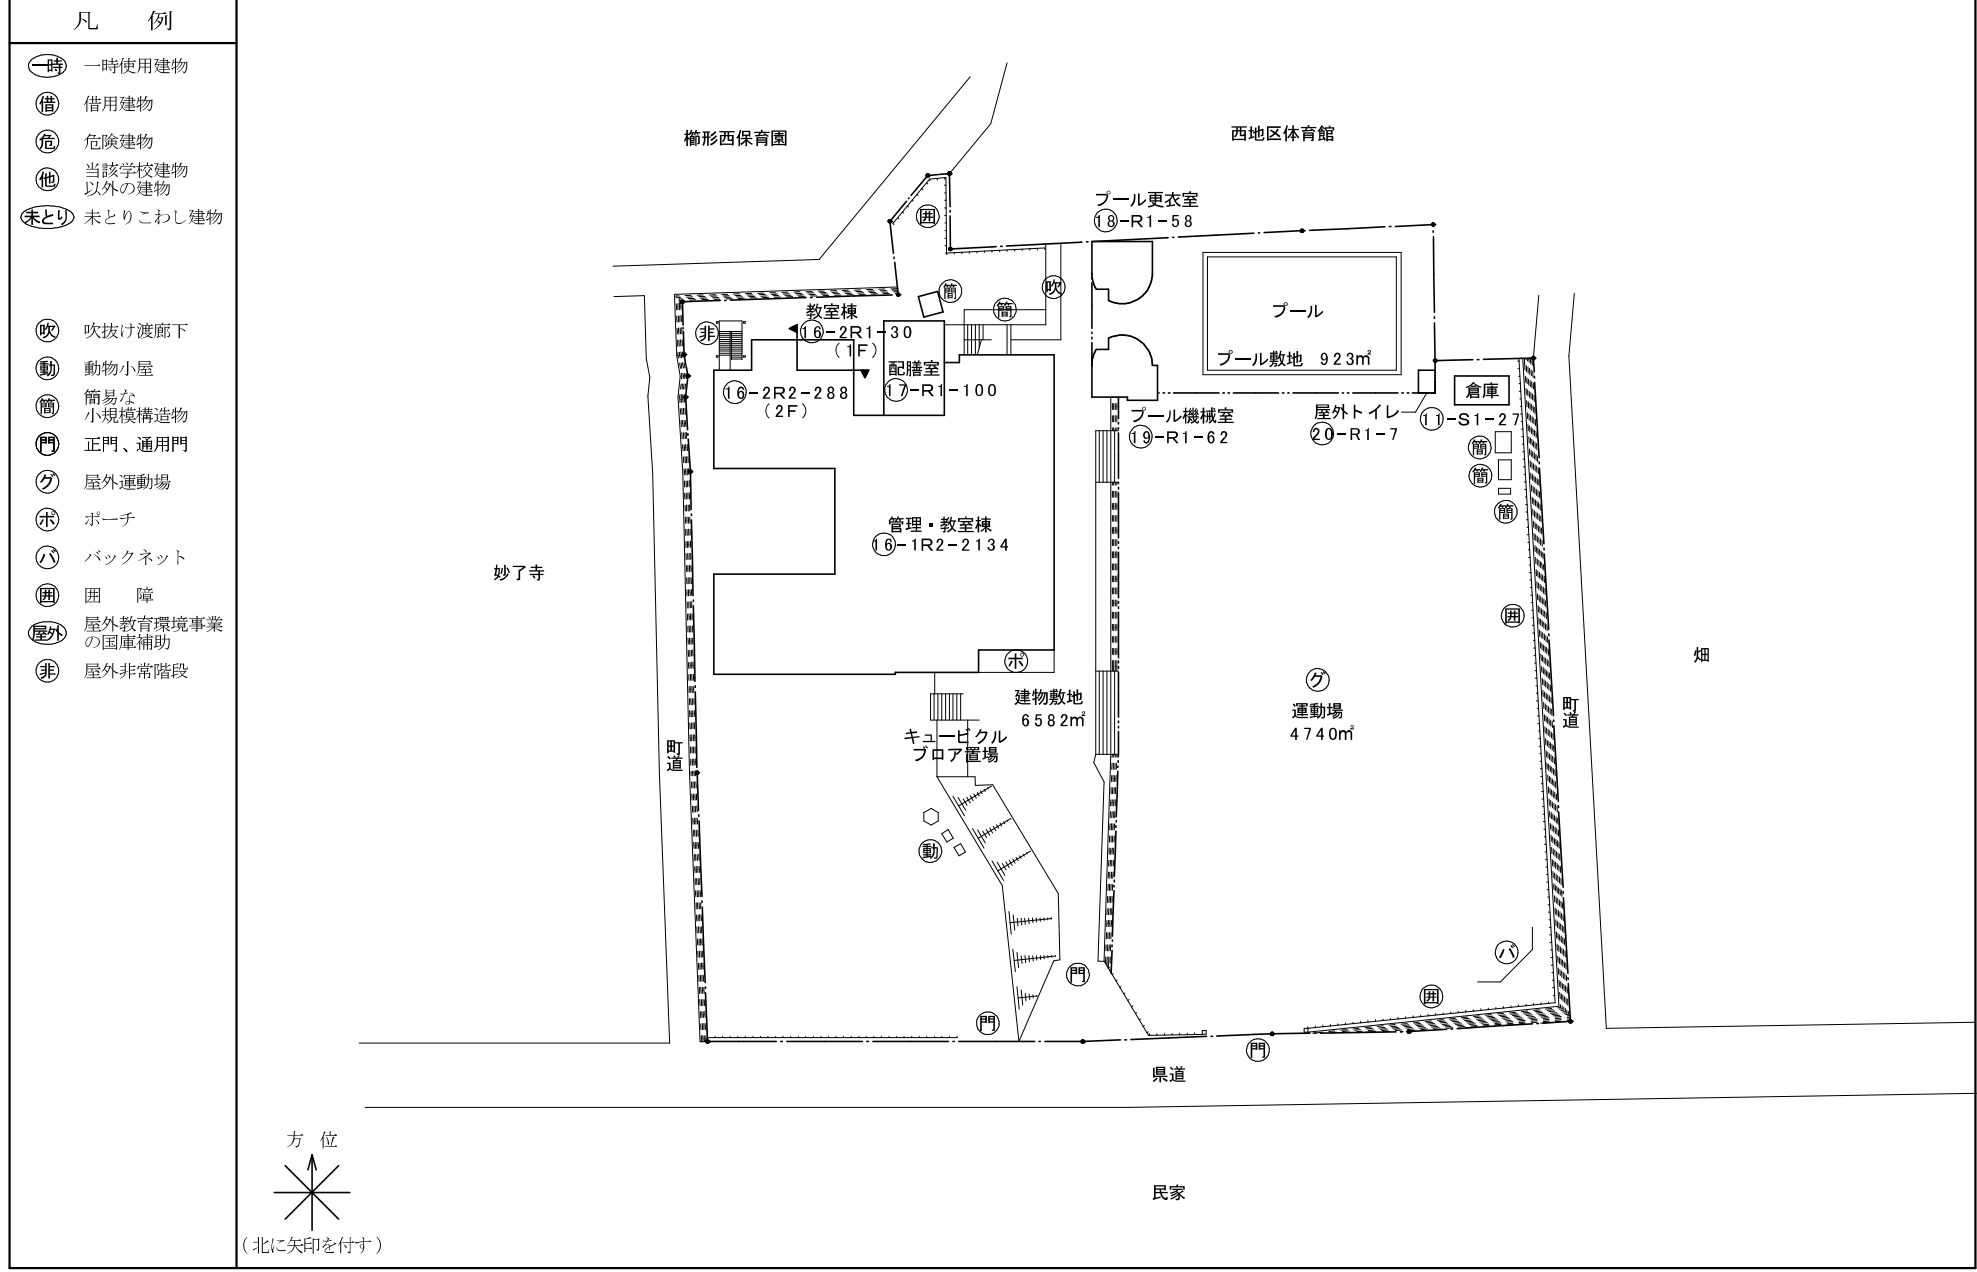 凡　例
一時 一時使用建物
借 借用建物
危 危険建物
他 当該学校建物
以外の建物
未とり 未とりこわし建物
吹 吹抜け渡廊下
動 動物小屋
簡 簡易な
小規模構造物
門 正門、通用門
グ 屋外運動場
ポ ポーチ
バ バックネット
囲 囲　障
屋外 屋外教育環境事業
の国庫補助
非 屋外非常階段
櫛形西保育園
西地区体育館
プール更衣室
18-R1-58
囲
吹
簡
簡
プール
プール敷地 923㎡
教室棟
16-2R1-30
(1F)
非
配膳室
17-R1-100
16-2R2-288
(2F)
プール機械室
19-R1-62
屋外トイレ
20-R1-7
倉庫
11-S1-27
簡
簡
簡
管理・教室棟
16-1R2-2134
妙了寺
囲
畑
ポ
グ
運動場
4740㎡
建物敷地
6582㎡
キュービクル
ブロア置場
町道
町道
動
バ
門
囲
門
門
県道
民家
方 位
(北に矢印を付す)